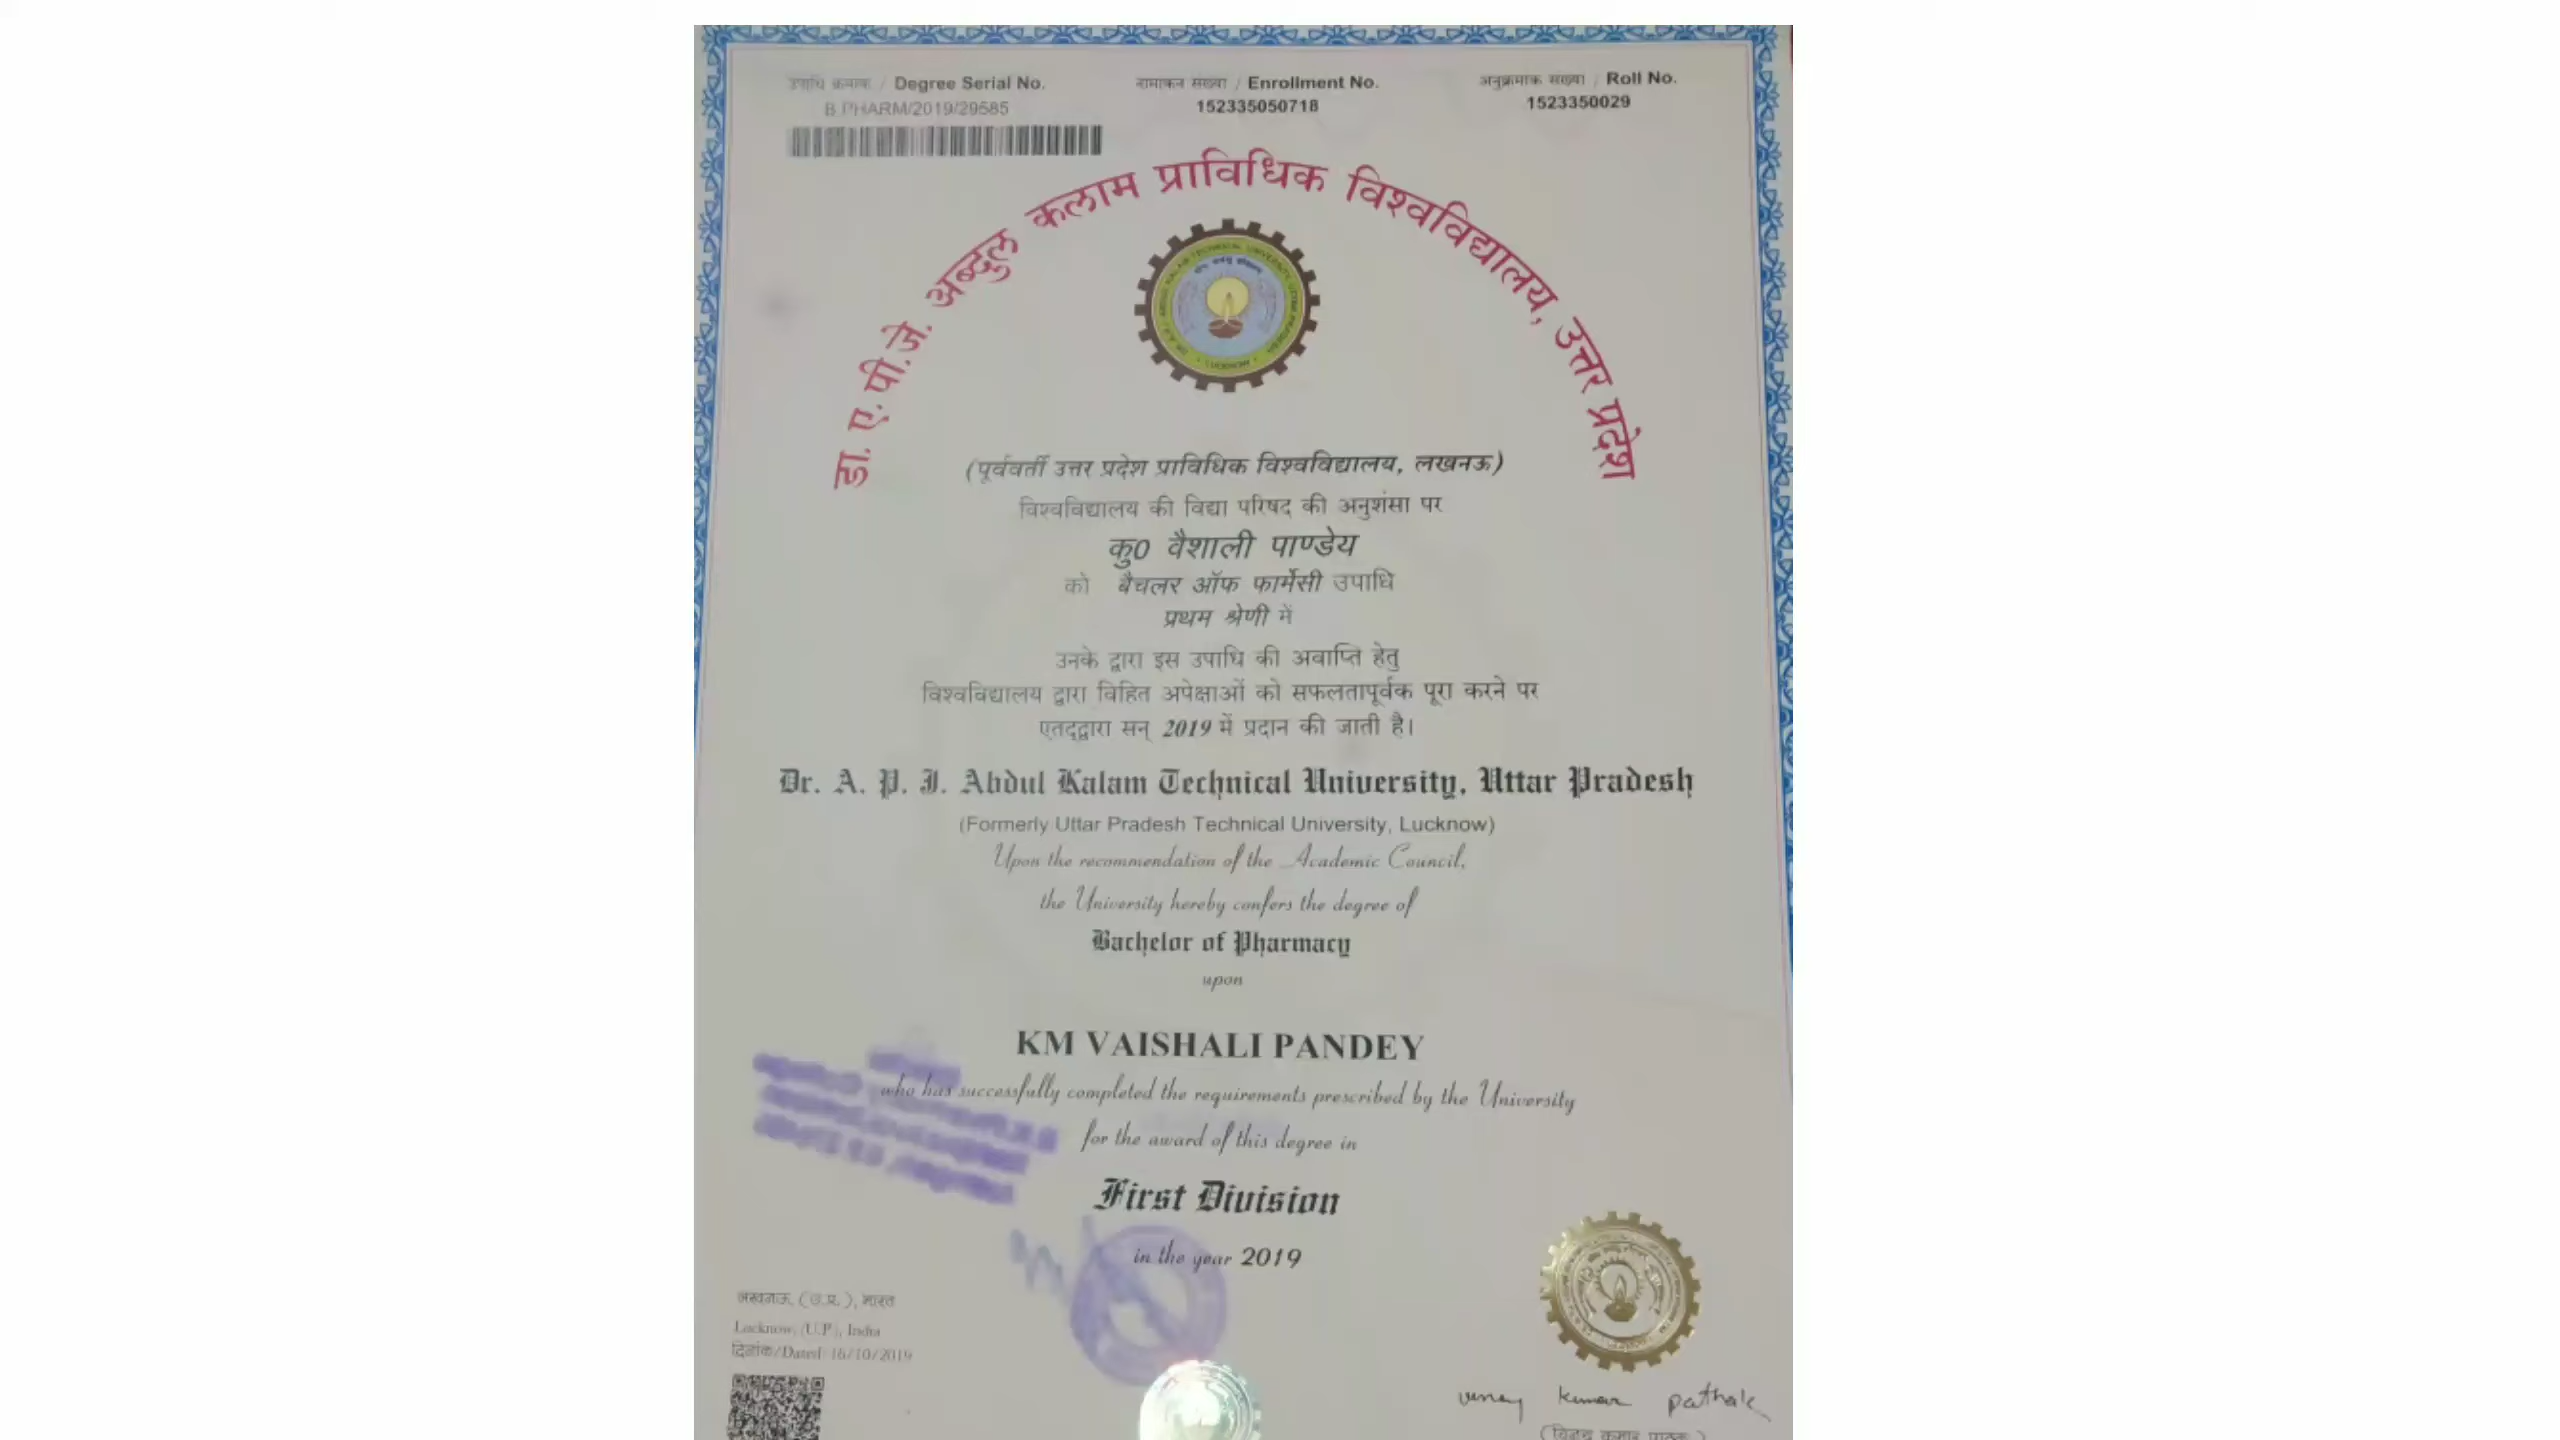 उपाधि क्रमांक / Degree Serial No.
B.PHARM/2019/29585
नामांकन संख्या / Enrollment No.
152335050718
अनुक्रमांक संख्या / Roll No.
1523350029
डा. ए. पी.जे. अब्दुल कलाम प्राविधिक विश्वविद्यालय, उत्तर प्रदेश
(पूर्ववर्ती उत्तर प्रदेश प्राविधिक विश्वविद्यालय, लखनऊ)
विश्वविद्यालय की विद्या परिषद की अनुशंसा पर
कु0 वैशाली पाण्डेय
को बैचलर ऑफ फार्मेसी उपाधि
प्रथम श्रेणी में
उनके द्वारा इस उपाधि की अवाप्ति हेतु
विश्वविद्यालय द्वारा विहित अपेक्षाओं को सफलतापूर्वक पूरा करने पर
एतद्द्वारा सन् 2019 में प्रदान की जाती है।
Dr. A. P. J. Abdul Kalam Technical University, Uttar Pradesh
(Formerly Uttar Pradesh Technical University, Lucknow)
Upon the recommendation of the Academic Council,
the University hereby confers the degree of
Bachelor of Pharmacy
upon
KM VAISHALI PANDEY
who has successfully completed the requirements prescribed by the University
for the award of this degree in
First Division
in the year 2019
लखनऊ, (उ.प्र.), भारत
Lucknow, (U.P), India
दिनांक/Dated 16/10/2019
vinay kumar pathak
(विनय कुमार पाठक)